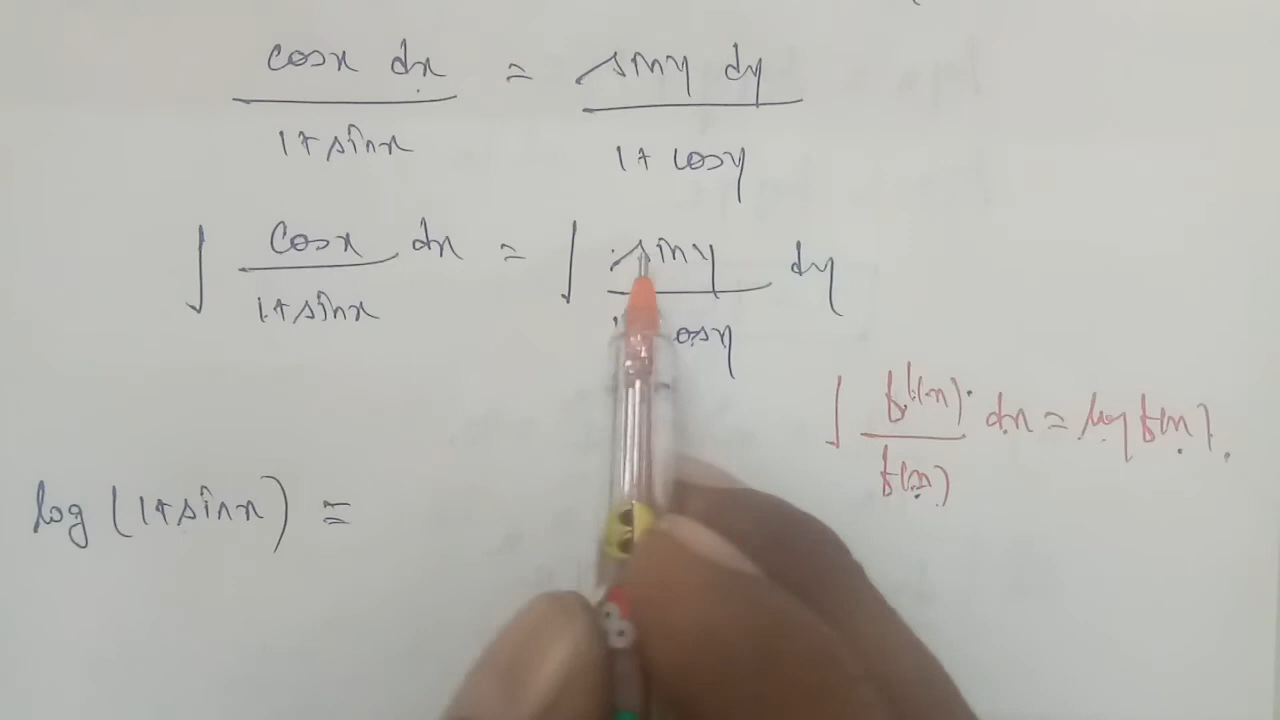 cosx dx = siny dy
1+sinx 1+cosy
∫ cosx dx = ∫ siny dy
1+sinx cosy
∫ f'(x) dx = log f(x).
f(x)
log (1+sinx) =